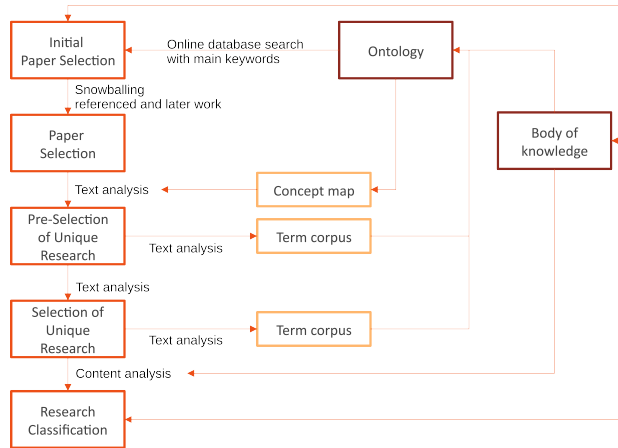 Initial
Paper Selection
Online database search
with main keywords
Ontology
Snowballing
referenced and later work
Paper
Selection
Body of
knowledge
Text analysis
Concept map
Pre-Selection
of Unique
Research
Text analysis
Term corpus
Text analysis
Selection of
Unique
Research
Text analysis
Term corpus
Content analysis
Research
Classification